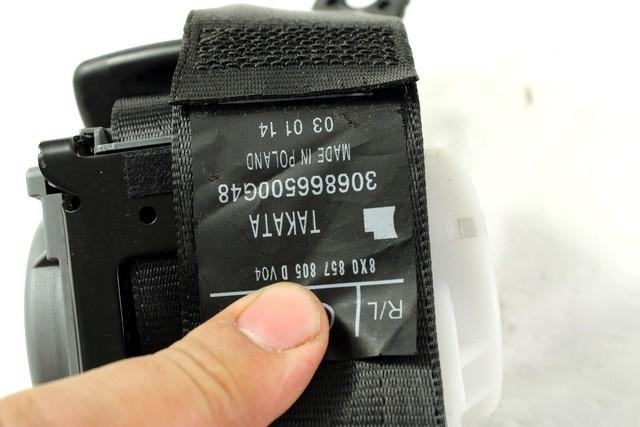 R/L
8X0 857 805 D V04
TAKATA
306866500G48
MADE IN POLAND
03 01 14